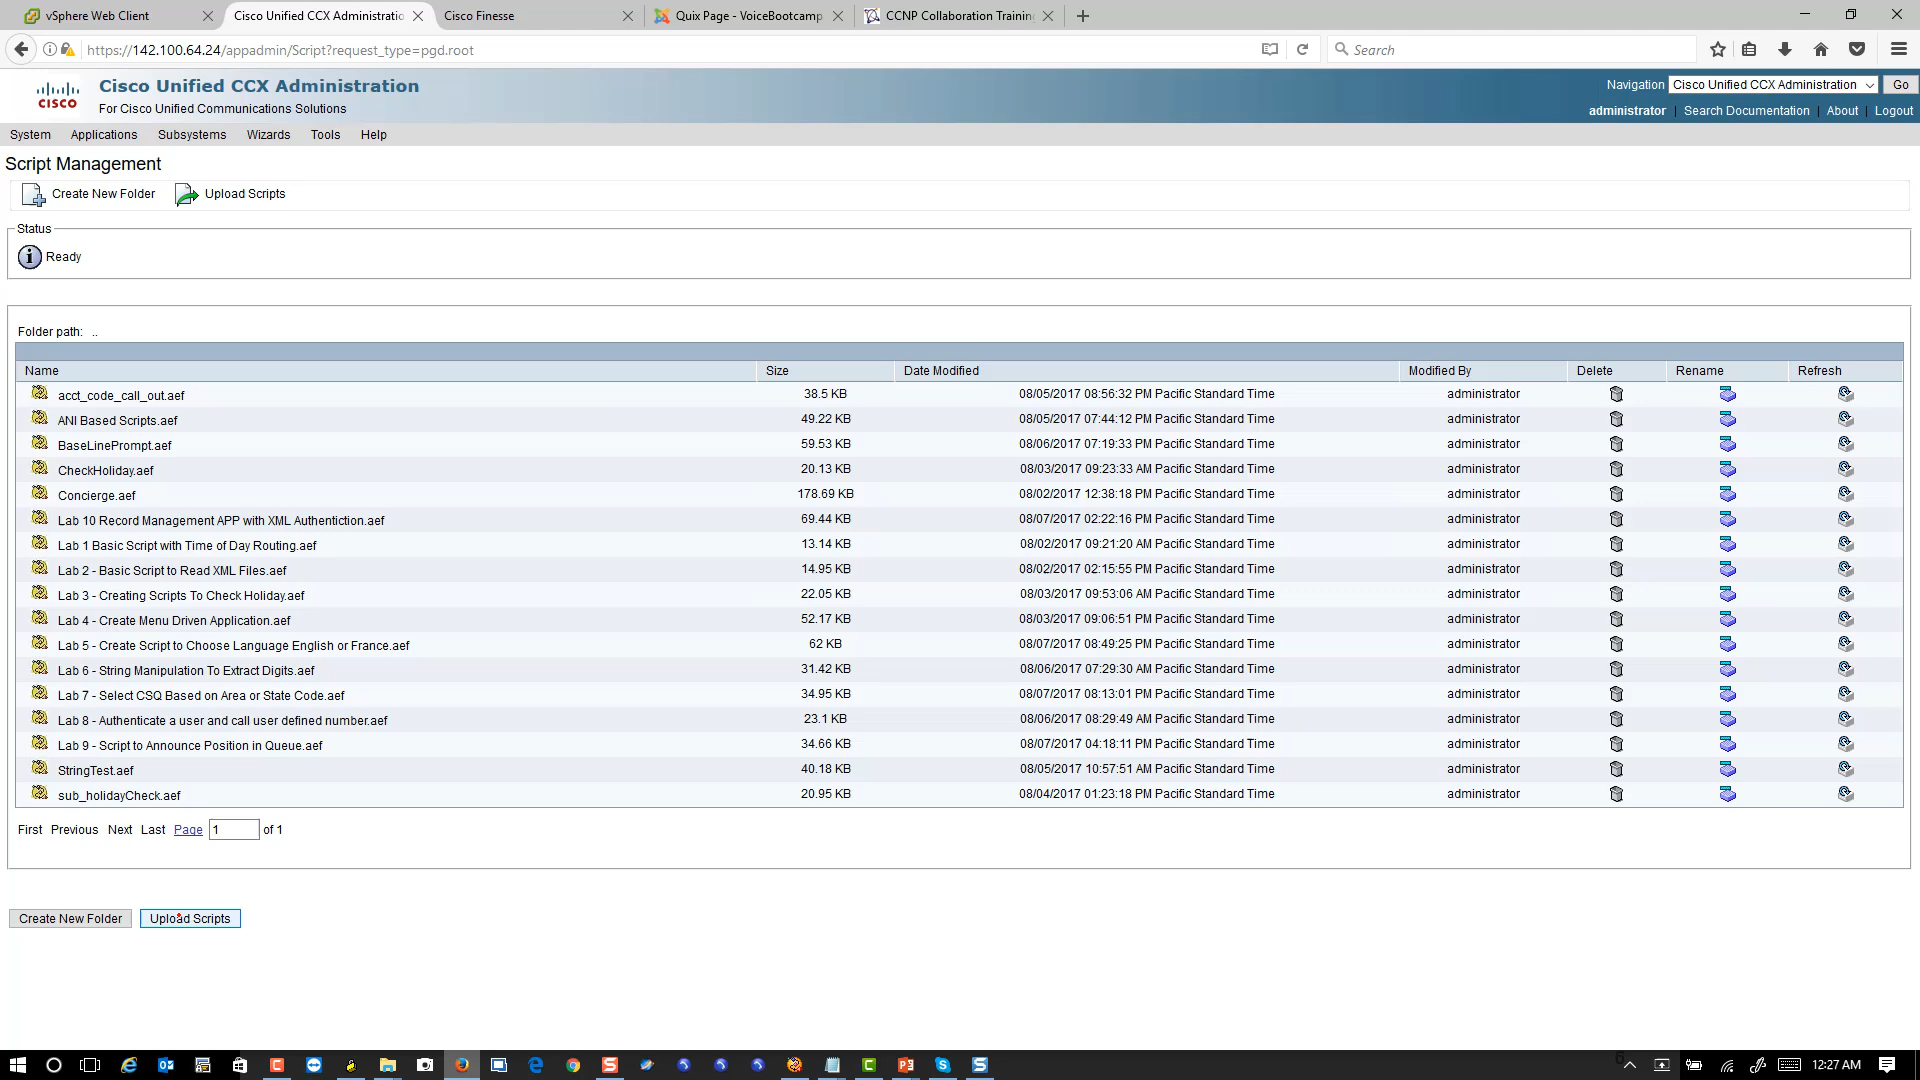 vSphere Web Client
Cisco Unified CCX Administratio
Cisco Finesse
Quix Page - VoiceBootcamp
CCNP Collaboration Trainin
https://142.100.64.24/appadmin/Script?request_type=pgd.root
Search
CISCO
Cisco Unified CCX Administration
For Cisco Unified Communications Solutions
Navigation Cisco Unified CCX Administration Go
administrator | Search Documentation | About | Logout
System Applications Subsystems Wizards Tools Help
Script Management
Create New Folder Upload Scripts
Status
Ready
Folder path: ..
Name Size Date Modified Modified By Delete Rename Refresh
acct_code_call_out.aef 38.5 KB 08/05/2017 08:56:32 PM Pacific Standard Time administrator
ANI Based Scripts.aef 49.22 KB 08/05/2017 07:44:12 PM Pacific Standard Time administrator
BaseLinePrompt.aef 59.53 KB 08/06/2017 07:19:33 PM Pacific Standard Time administrator
CheckHoliday.aef 20.13 KB 08/03/2017 09:23:33 AM Pacific Standard Time administrator
Concierge.aef 178.69 KB 08/02/2017 12:38:18 PM Pacific Standard Time administrator
Lab 10 Record Management APP with XML Authentiction.aef 69.44 KB 08/07/2017 02:22:16 PM Pacific Standard Time administrator
Lab 1 Basic Script with Time of Day Routing.aef 13.14 KB 08/02/2017 09:21:20 AM Pacific Standard Time administrator
Lab 2 - Basic Script to Read XML Files.aef 14.95 KB 08/02/2017 02:15:55 PM Pacific Standard Time administrator
Lab 3 - Creating Scripts To Check Holiday.aef 22.05 KB 08/03/2017 09:53:06 AM Pacific Standard Time administrator
Lab 4 - Create Menu Driven Application.aef 52.17 KB 08/03/2017 09:06:51 PM Pacific Standard Time administrator
Lab 5 - Create Script to Choose Language English or France.aef 62 KB 08/07/2017 08:49:25 PM Pacific Standard Time administrator
Lab 6 - String Manipulation To Extract Digits.aef 31.42 KB 08/06/2017 07:29:30 AM Pacific Standard Time administrator
Lab 7 - Select CSQ Based on Area or State Code.aef 34.95 KB 08/07/2017 08:13:01 PM Pacific Standard Time administrator
Lab 8 - Authenticate a user and call user defined number.aef 23.1 KB 08/06/2017 08:29:49 AM Pacific Standard Time administrator
Lab 9 - Script to Announce Position in Queue.aef 34.66 KB 08/07/2017 04:18:11 PM Pacific Standard Time administrator
StringTest.aef 40.18 KB 08/05/2017 10:57:51 AM Pacific Standard Time administrator
sub_holidayCheck.aef 20.95 KB 08/04/2017 01:23:18 PM Pacific Standard Time administrator
First Previous Next Last Page 1 of 1
Create New Folder Upload Scripts
12:27 AM